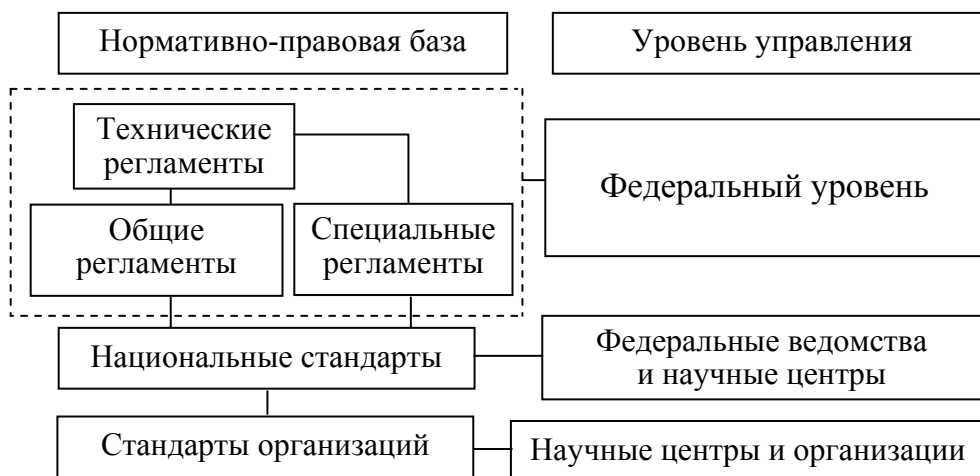 Нормативно-правовая база
Уровень управления
Технические
регламенты
Федеральный уровень
Общие
регламенты
Специальные
регламенты
Национальные стандарты
Федеральные ведомства
и научные центры
Стандарты организаций
Научные центры и организации